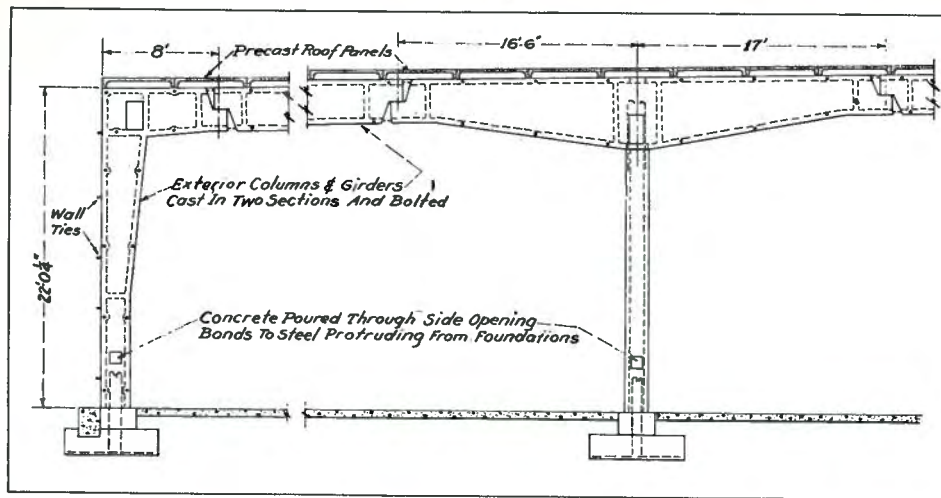 8'
Precast Roof Panels
16'-6"
17'
Exterior Columns & Girders
Cast In Two Sections And Bolted
Wall
Ties
22'-0¼"
Concrete Poured Through Side Opening
Bonds To Steel Protruding From Foundations